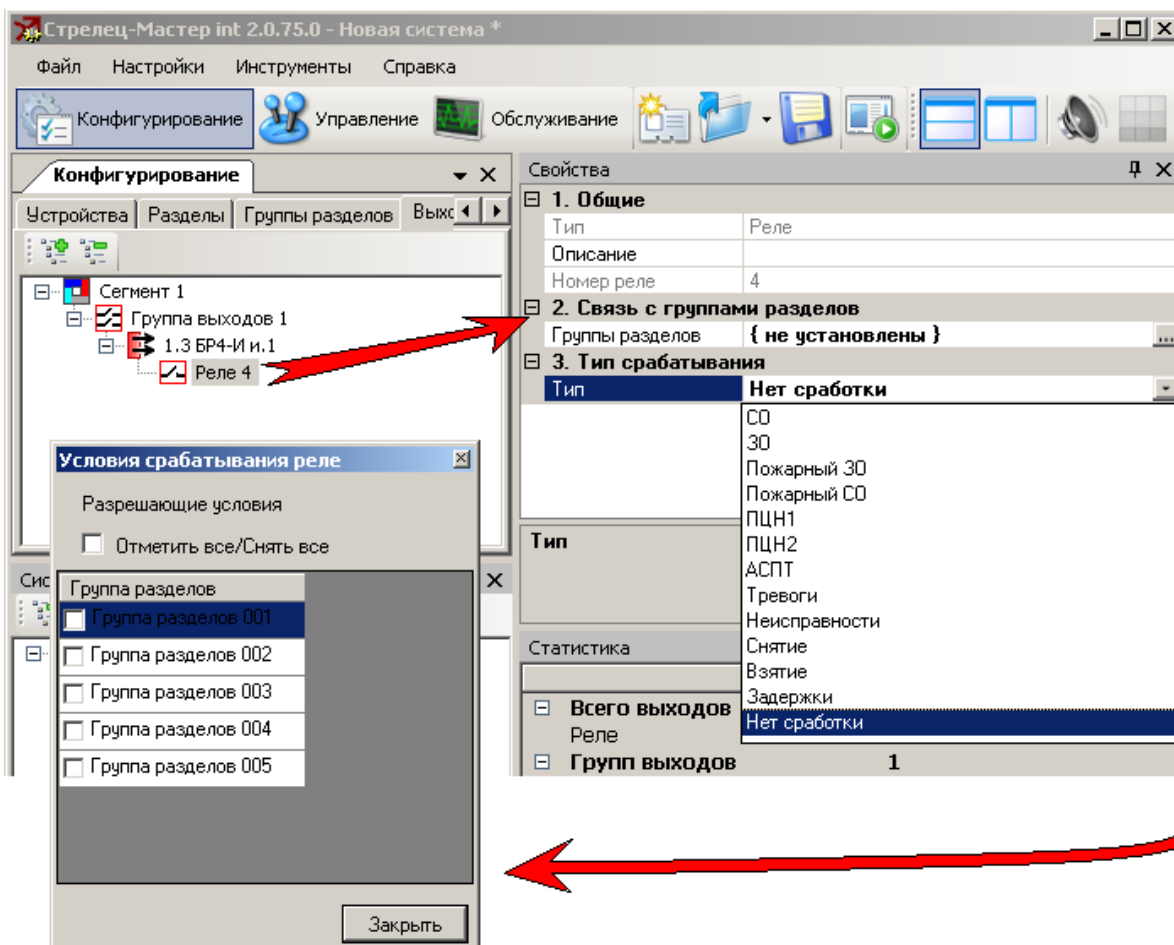 Стрелец-Мастер int 2.0.75.0 - Новая система *
Файл Настройки Инструменты Справка
Конфигурирование Управление Обслуживание
Конфигурирование
Устройства Разделы Группы разделов Выхо
Сегмент 1
Группа выходов 1
1.3 БР4-И и.1
Реле 4
Свойства
1. Общие
Тип Реле
Описание
Номер реле 4
2. Связь с группами разделов
Группы разделов { не установлены } ...
3. Тип срабатывания
Тип Нет сработки
СО
ЗО
Пожарный ЗО
Пожарный СО
ПЦН1
ПЦН2
АСПТ
Тревоги
Неисправности
Снятие
Взятие
Задержки
Нет сработки
Тип
Статистика
Всего выходов
Реле
Групп выходов 1
Сис
Условия срабатывания реле
Разрешающие условия
Отметить все/Снять все
Группа разделов
Группа разделов 001
Группа разделов 002
Группа разделов 003
Группа разделов 004
Группа разделов 005
Закрыть